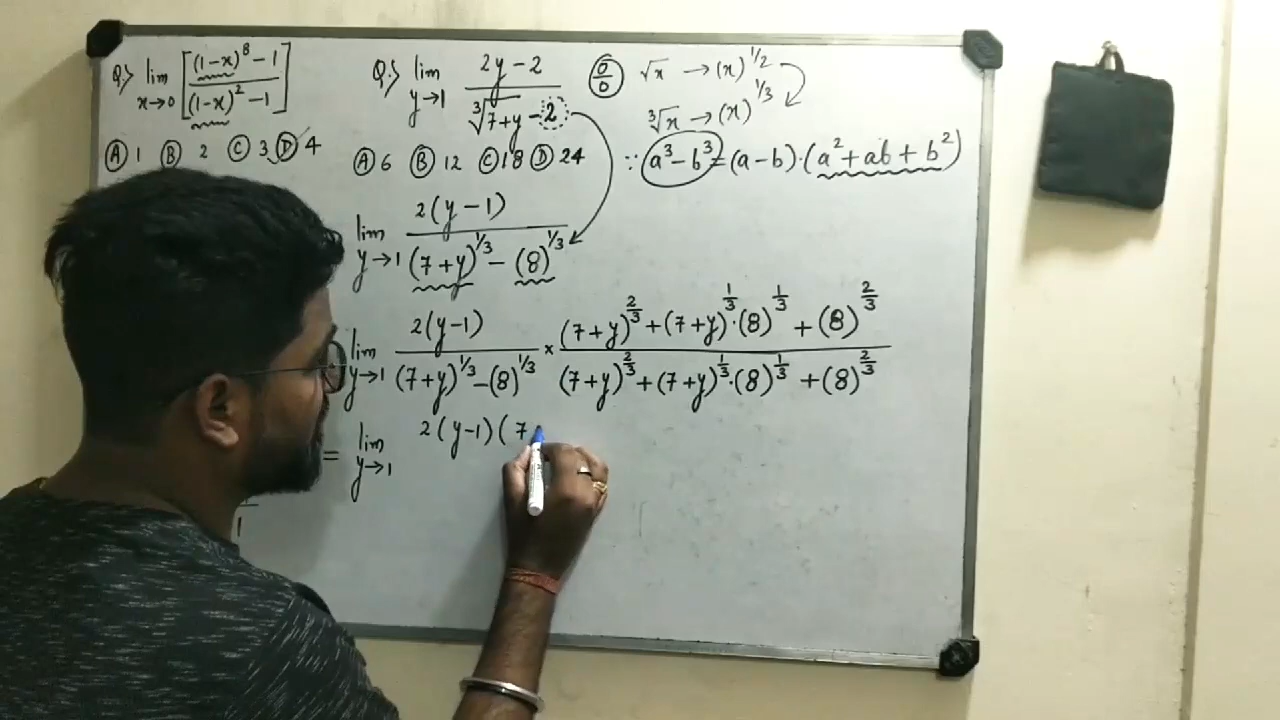 Q.> lim x→0 [((1-x)^8 - 1)/((1-x)^2 - 1)]
Ⓐ 1 Ⓑ 2 Ⓒ 3 Ⓓ 4
Q.> lim y→1 (2y-2)/(∛(7+y) - 2) (0/0)
Ⓐ 6 Ⓑ 12 Ⓒ 18 Ⓓ 24
√x → (x)^1/2
∛x → (x)^1/3
∵ a³-b³ = (a-b)·(a²+ab+b²)
lim y→1 2(y-1)/((7+y)^1/3 - (8)^1/3)
lim y→1 2(y-1)/((7+y)^1/3 - (8)^1/3) × ((7+y)^2/3 + (7+y)^1/3·(8)^1/3 + (8)^2/3)/((7+y)^2/3 + (7+y)^1/3·(8)^1/3 + (8)^2/3)
= lim y→1 2(y-1)(7
1